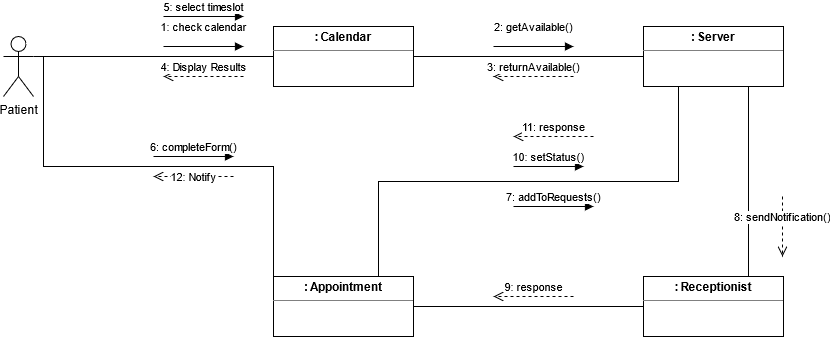 5: select timeslot
1: check calendar
: Calendar
2: getAvailable()
: Server
4: Display Results
3: returnAvailable()
Patient
11: response
6: completeForm()
10: setStatus()
12: Notify
7: addToRequests()
8: sendNotification()
: Appointment
9: response
: Receptionist